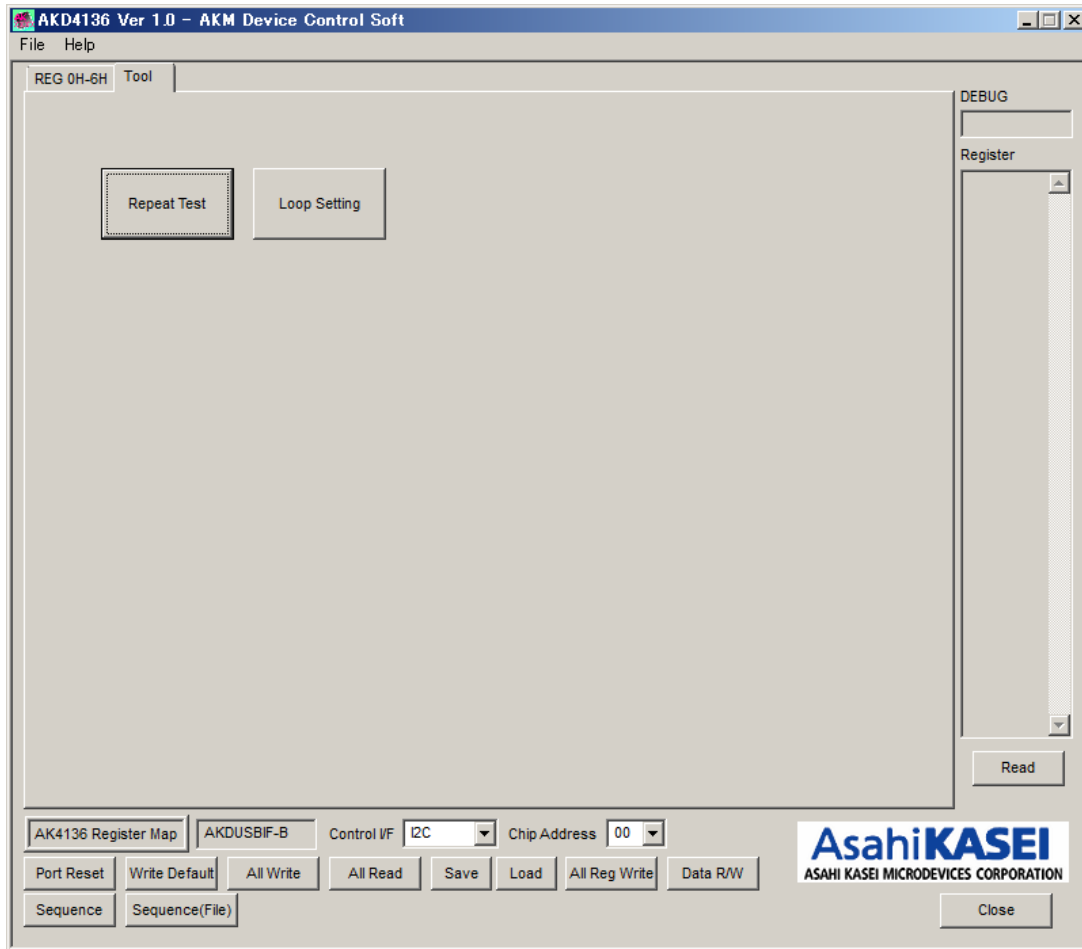 AKD4136 Ver 1.0 - AKM Device Control Soft
File Help
REG 0H-6H Tool
DEBUG
Register
Repeat Test Loop Setting
Read
AK4136 Register Map AKDUSBIF-B Control I/F I2C Chip Address 00
AsahiKASEI
ASAHI KASEI MICRODEVICES CORPORATION
Port Reset Write Default All Write All Read Save Load All Reg Write Data R/W
Sequence Sequence(File) Close